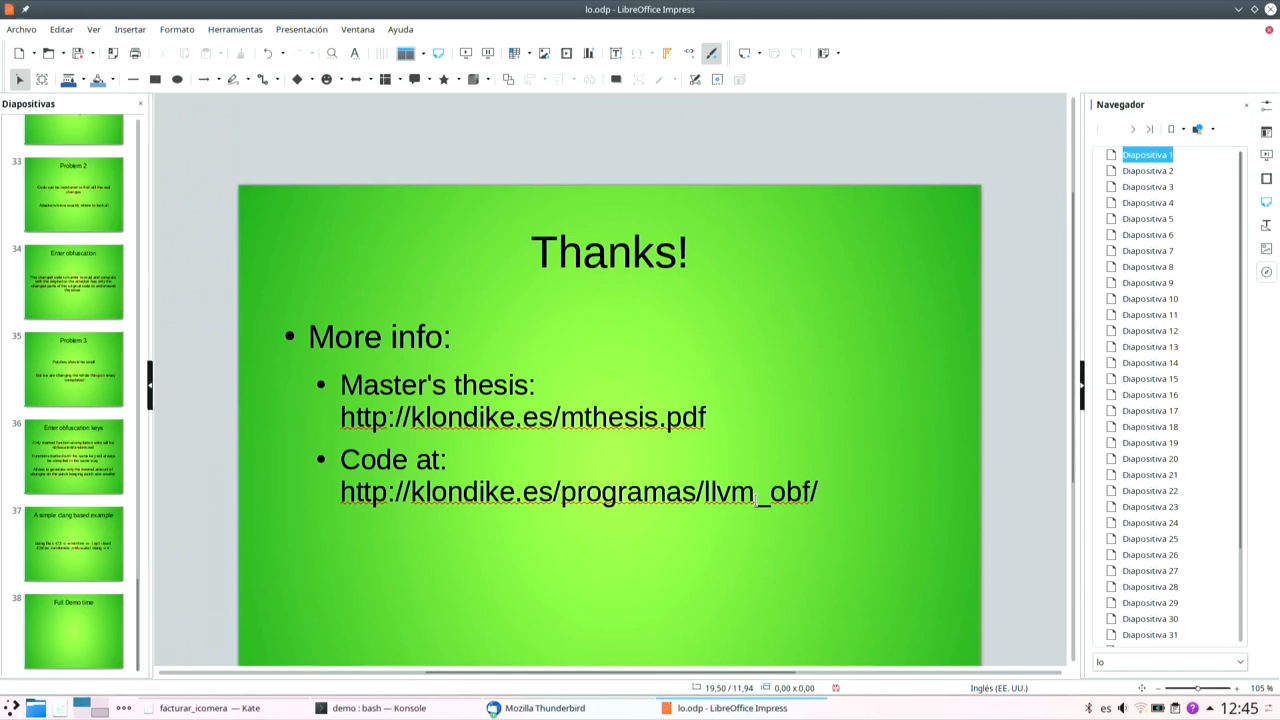 lo.odp - LibreOffice Impress
Archivo Editar Ver Insertar Formato Herramientas Presentación Ventana Ayuda
Diapositivas
33
Problem 2
34
Enter obfuscation
35
Problem 3
Patches should be small
36
Enter obfuscation keys
37
A simple clang based example
38
Full Demo time
Thanks!
• More info:
• Master's thesis:
http://klondike.es/mthesis.pdf
• Code at:
http://klondike.es/programas/llvm_obf/
Navegador
Diapositiva 1
Diapositiva 2
Diapositiva 3
Diapositiva 4
Diapositiva 5
Diapositiva 6
Diapositiva 7
Diapositiva 8
Diapositiva 9
Diapositiva 10
Diapositiva 11
Diapositiva 12
Diapositiva 13
Diapositiva 14
Diapositiva 15
Diapositiva 16
Diapositiva 17
Diapositiva 18
Diapositiva 19
Diapositiva 20
Diapositiva 21
Diapositiva 22
Diapositiva 23
Diapositiva 24
Diapositiva 25
Diapositiva 26
Diapositiva 27
Diapositiva 28
Diapositiva 29
Diapositiva 30
Diapositiva 31
lo
19,50 / 11,94 0,00 x 0,00 Inglés (EE. UU.) 105 %
facturar_icomera — Kate demo : bash — Konsole Mozilla Thunderbird lo.odp - LibreOffice Impress es 12:45